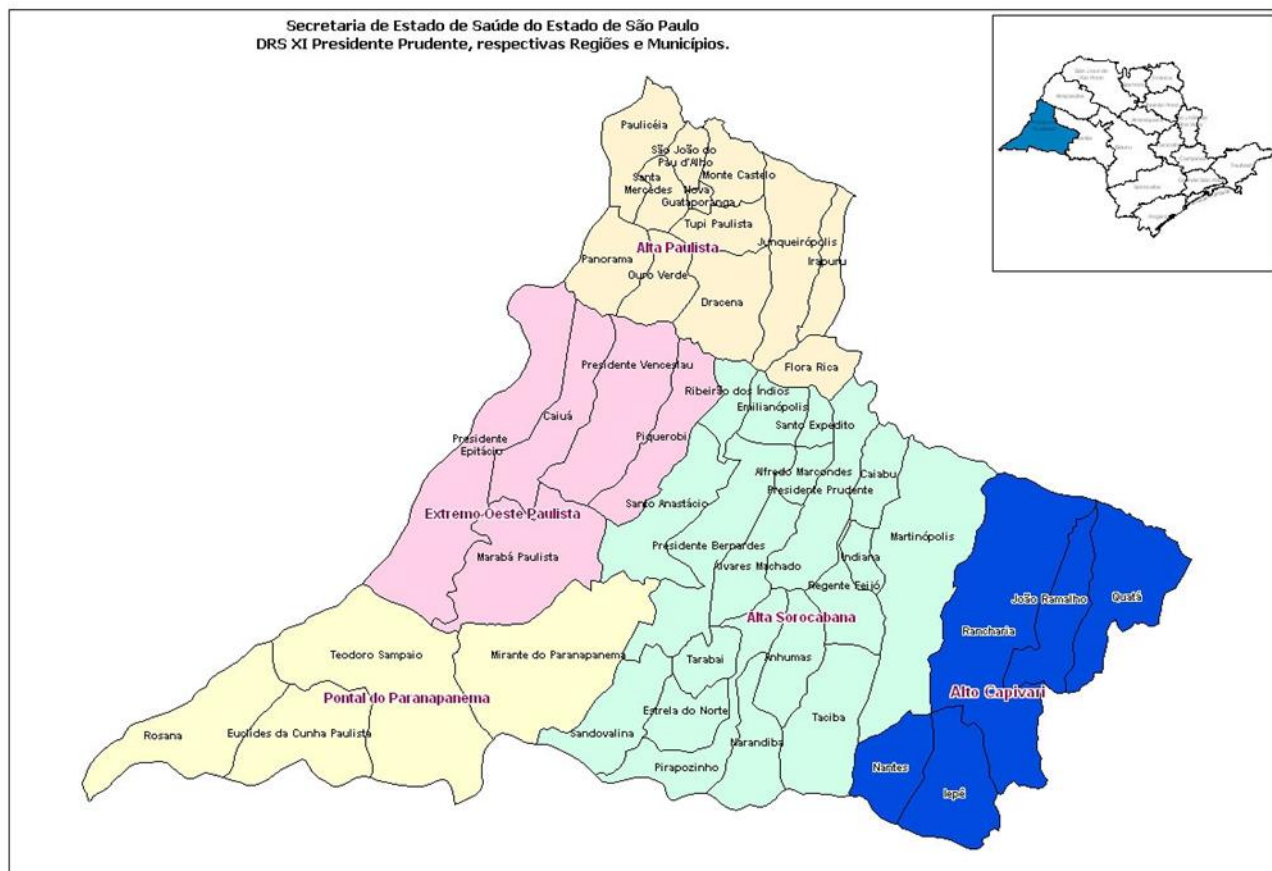 Secretaria de Estado de Saúde do Estado de São Paulo
DRS XI Presidente Prudente, respectivas Regiões e Municípios.
Paulicéia
São João do
Pau d'Alho
Santa
Mercedes
Monte Castelo
Nova
Guataporanga
Tupi Paulista
Alta Paulista
Junqueirópolis
Irapuru
Panorama
Ouro Verde
Dracena
Flora Rica
Presidente Venceslau
Ribeirão dos Índios
Emilianópolis
Caiuá
Santo Expedito
Presidente
Epitácio
Piquerobi
Alfredo Marcondes
Caiabu
Presidente Prudente
Santo Anastácio
Extremo Oeste Paulista
Martinópolis
Presidente Bernardes
Marabá Paulista
Indiana
Álvares Machado
Regente Feijó
João Ramalho
Quatá
Alta Sorocabana
Rancharia
Teodoro Sampaio
Mirante do Paranapanema
Tarabai
Anhumas
Pontal do Paranapanema
Alto Capivari
Estrela do Norte
Taciba
Rosana
Euclides da Cunha Paulista
Sandovalina
Narandiba
Pirapozinho
Nantes
Iepê